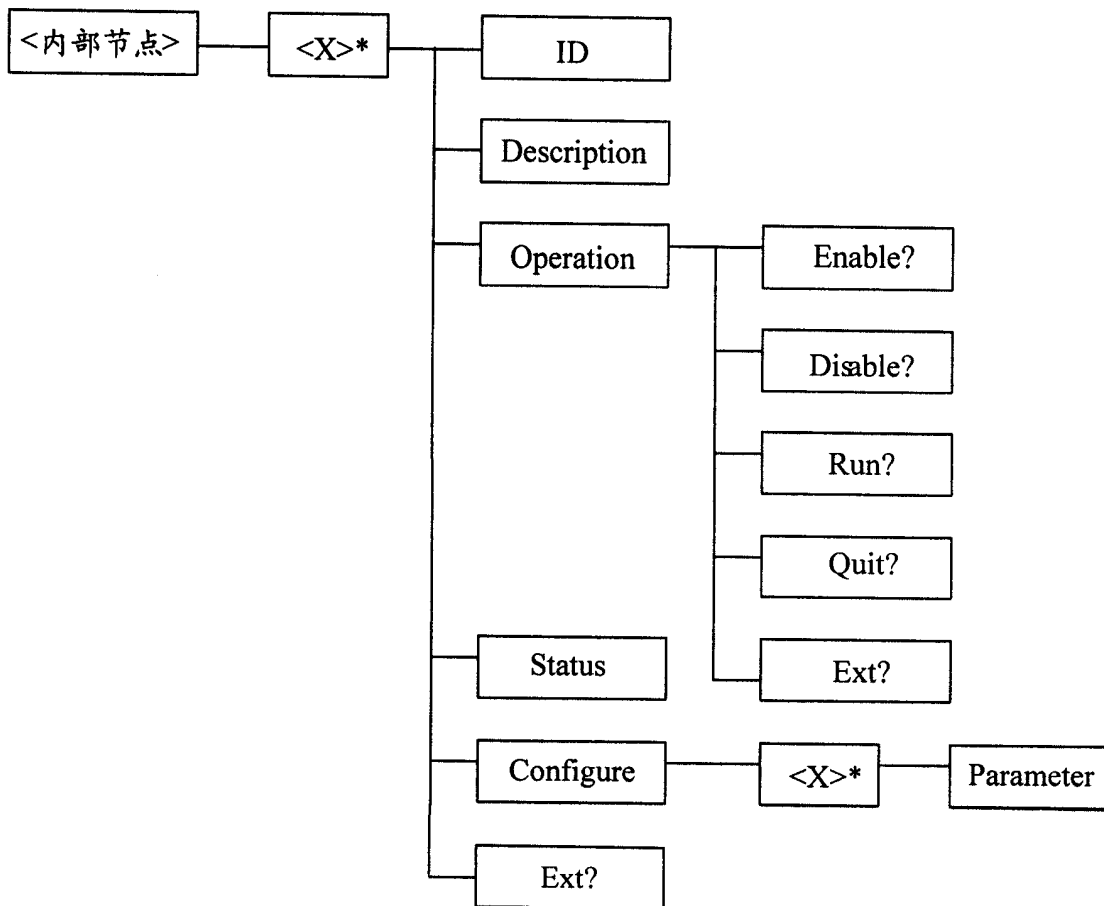 <内部节点>
<X>*
ID
Description
Operation
Enable?
Disable?
Run?
Quit?
Ext?
Status
Configure
<X>*
Parameter
Ext?